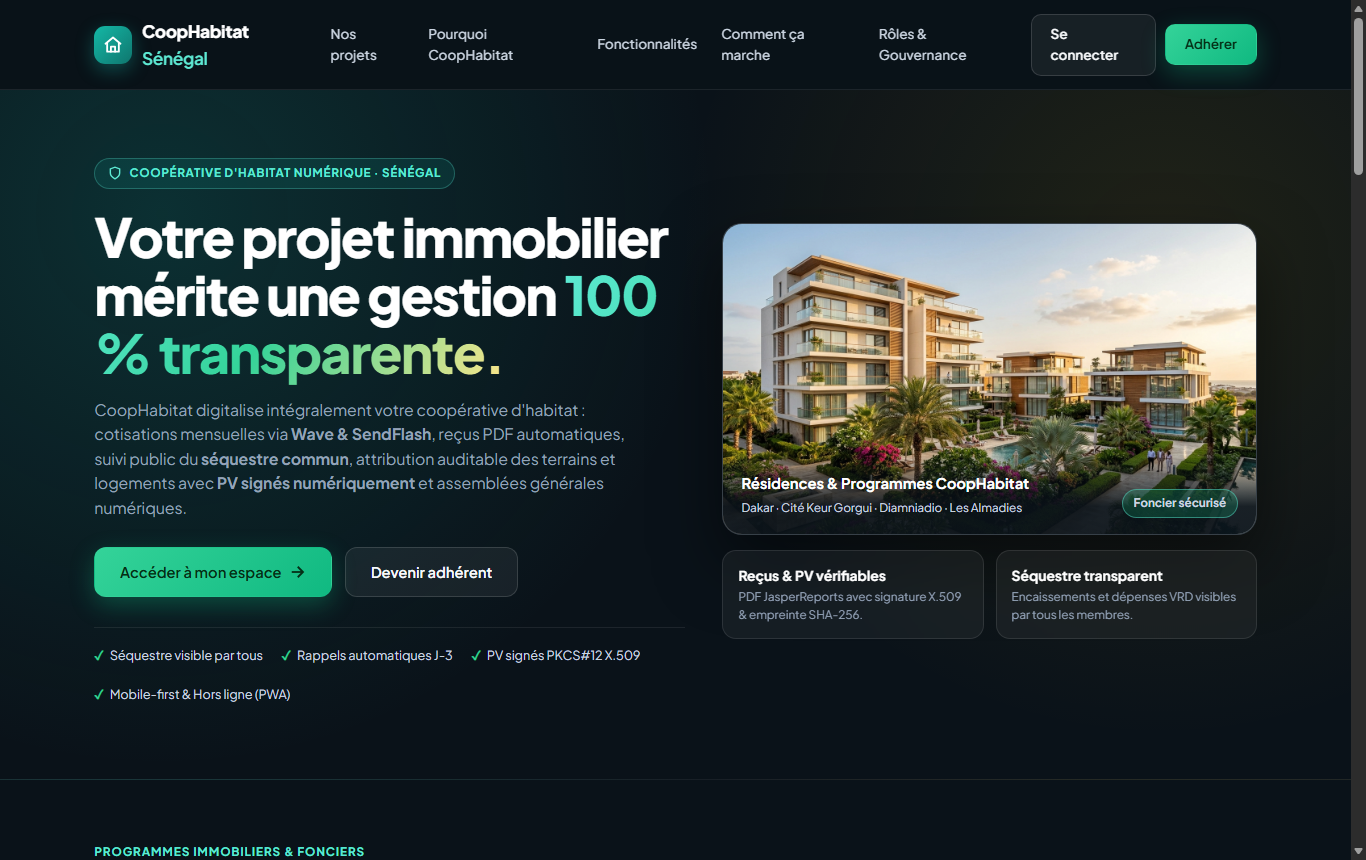 CoopHabitat
Sénégal
Nos
projets
Pourquoi
CoopHabitat
Fonctionnalités
Comment ça
marche
Rôles &
Gouvernance
Se
connecter
Adhérer
COOPÉRATIVE D'HABITAT NUMÉRIQUE · SÉNÉGAL
Votre projet immobilier
mérite une gestion 100
% transparente.
CoopHabitat digitalise intégralement votre coopérative d'habitat :
cotisations mensuelles via Wave & SendFlash, reçus PDF automatiques,
suivi public du séquestre commun, attribution auditable des terrains et
logements avec PV signés numériquement et assemblées générales
numériques.
Accéder à mon espace →
Devenir adhérent
✓ Séquestre visible par tous
✓ Rappels automatiques J-3
✓ PV signés PKCS#12 X.509
✓ Mobile-first & Hors ligne (PWA)
Résidences & Programmes CoopHabitat
Dakar · Cité Keur Gorgui · Diamniadio · Les Almadies
Foncier sécurisé
Reçus & PV vérifiables
PDF JasperReports avec signature X.509
& empreinte SHA-256.
Séquestre transparent
Encaissements et dépenses VRD visibles
par tous les membres.
PROGRAMMES IMMOBILIERS & FONCIERS